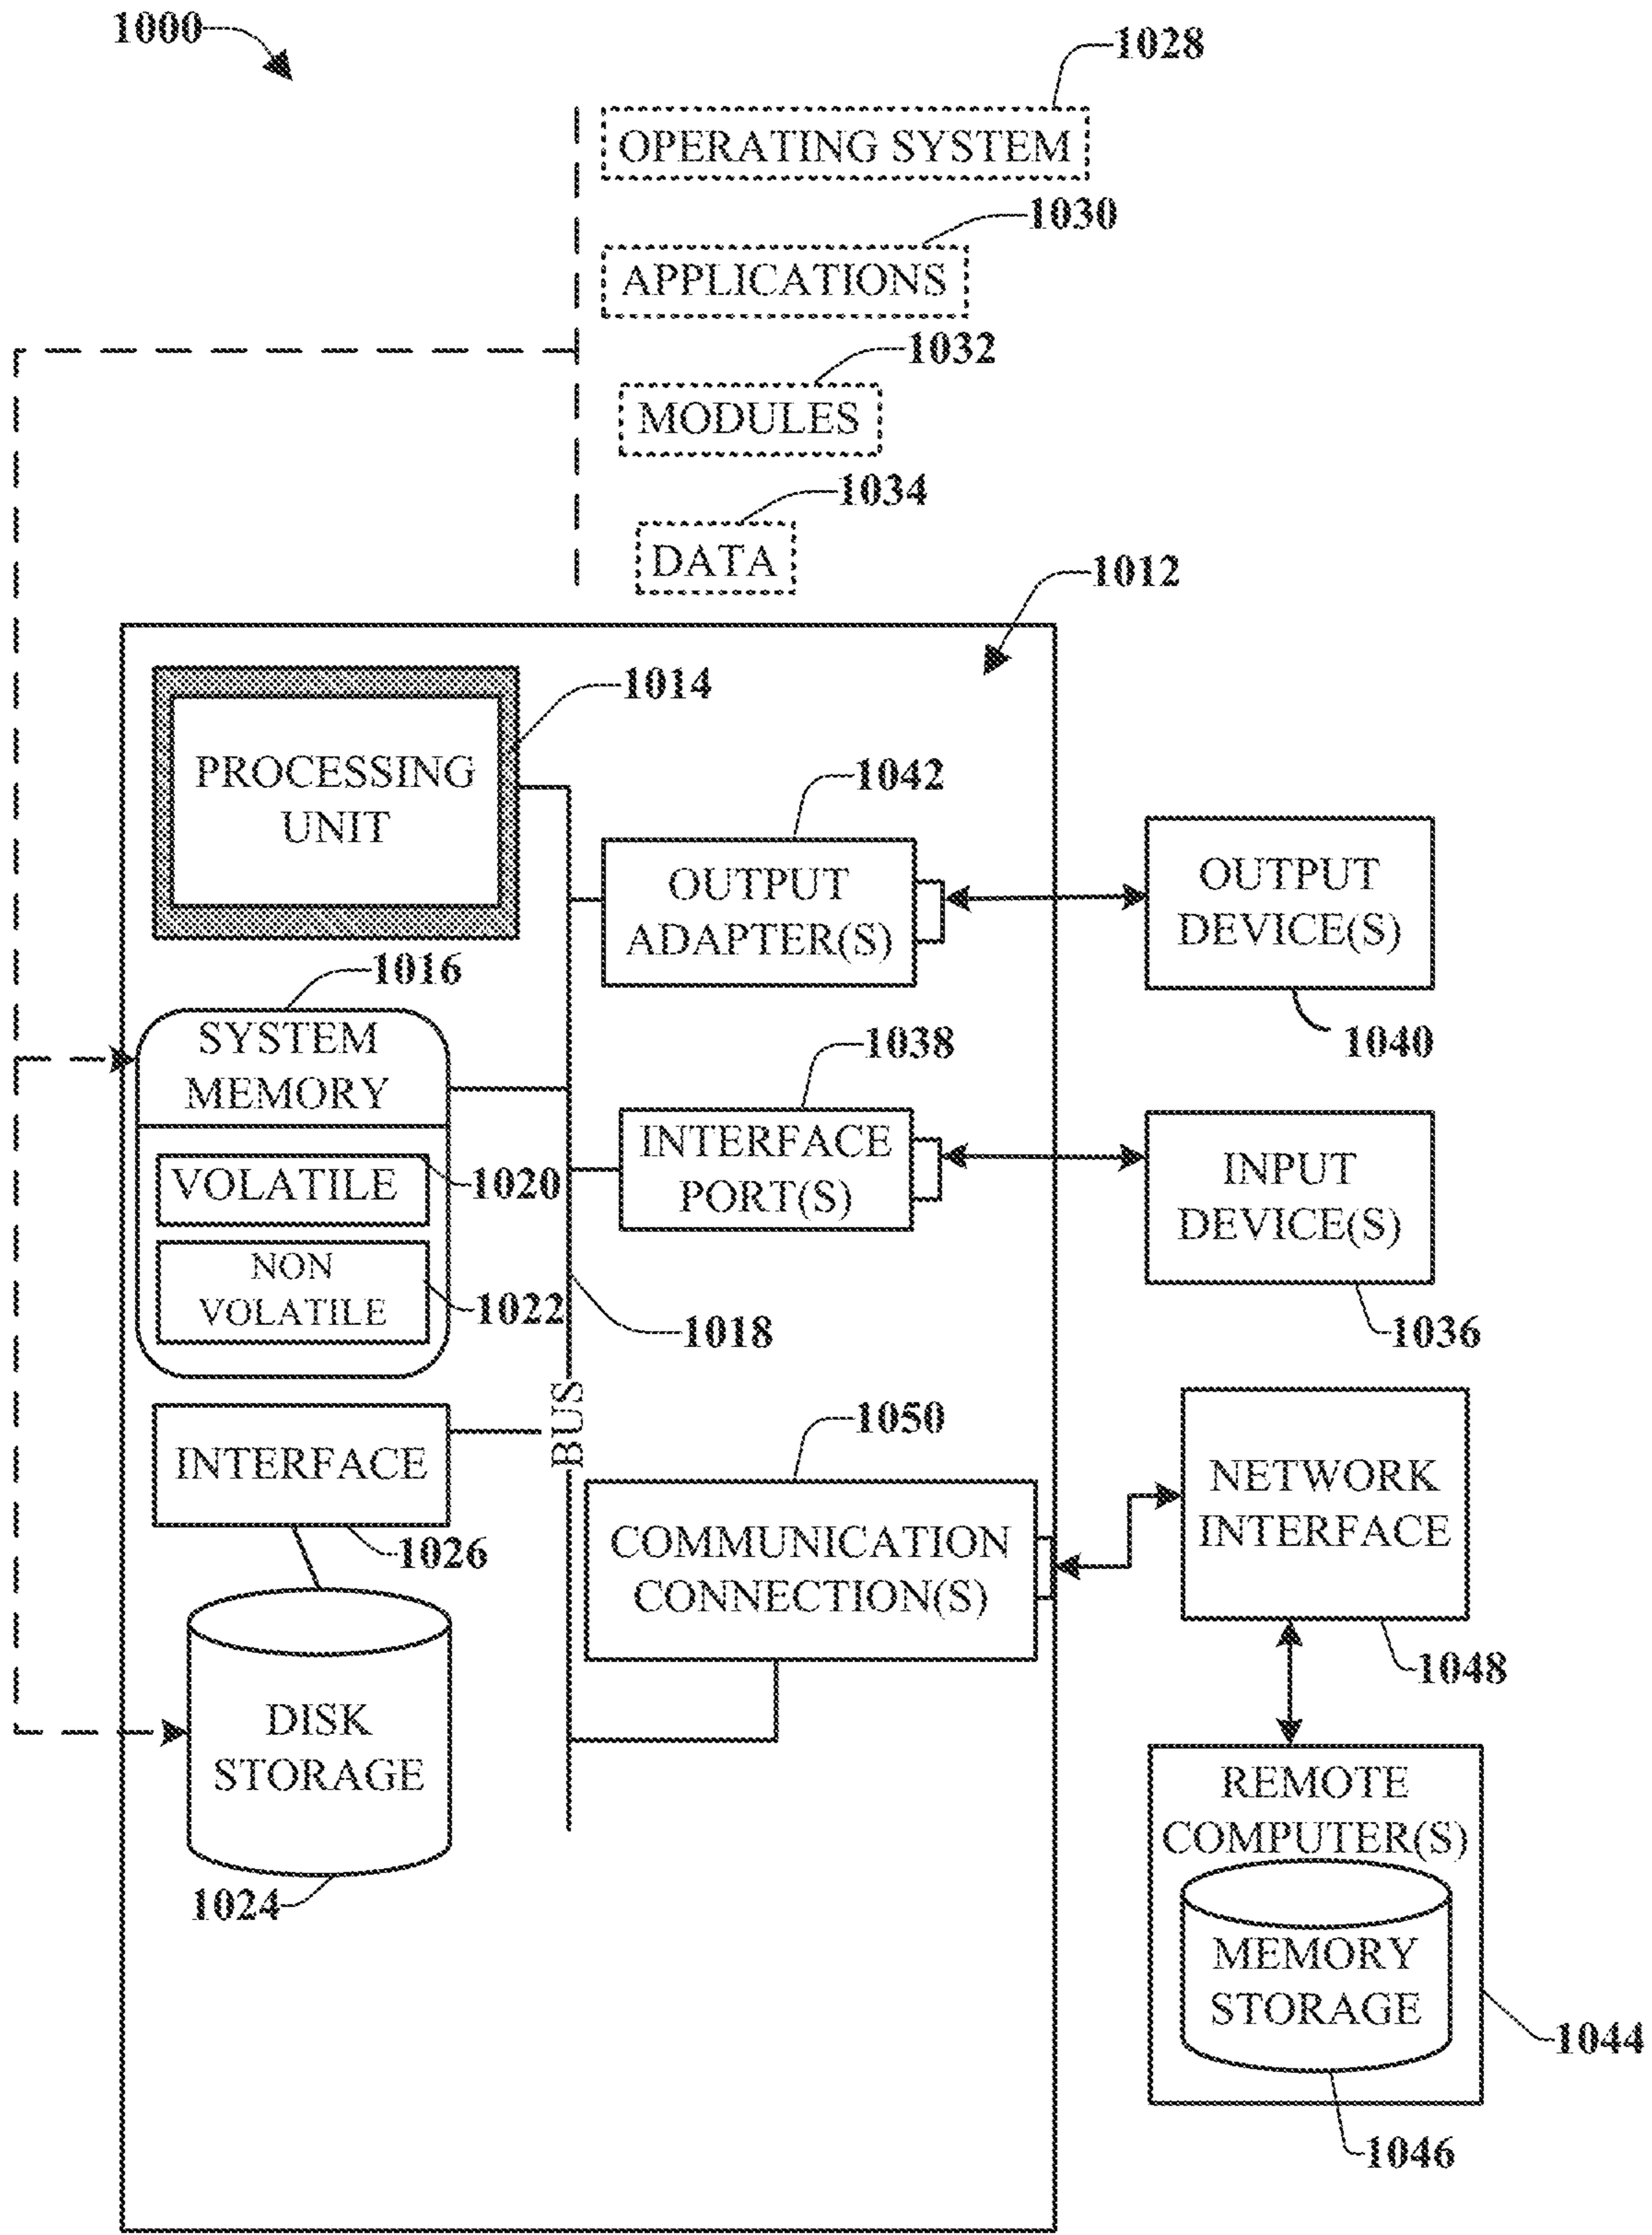 1000
1028
OPERATING SYSTEM
1030
APPLICATIONS
1032
MODULES
1034
DATA
1012
1014
PROCESSING
UNIT
1042
OUTPUT
ADAPTER(S)
OUTPUT
DEVICE(S)
1040
1016
SYSTEM
MEMORY
VOLATILE
1020
NON
VOLATILE
1022
1038
INTERFACE
PORT(S)
INPUT
DEVICE(S)
1036
1018
BUS
INTERFACE
1026
1050
COMMUNICATION
CONNECTION(S)
NETWORK
INTERFACE
1048
DISK
STORAGE
1024
REMOTE
COMPUTER(S)
MEMORY
STORAGE
1044
1046